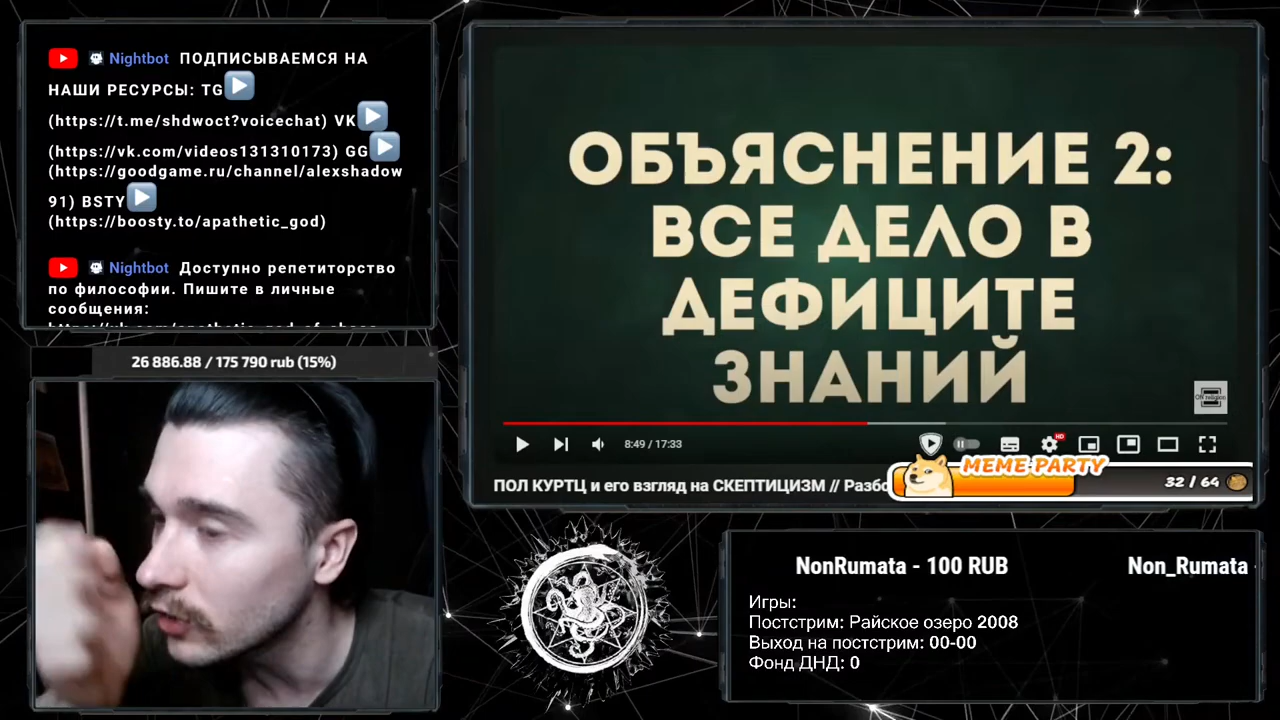 Nightbot ПОДПИСЫВАЕМСЯ НА
НАШИ РЕСУРСЫ: TG
(https://t.me/shdwoct?voicechat) VK
(https://vk.com/videos131310173) GG
(https://goodgame.ru/channel/alexshadow
91) BSTY
(https://boosty.to/apathetic_god)
Nightbot Доступно репетиторство
по философии. Пишите в личные
сообщения:
26 886.88 / 175 790 rub (15%)
ОБЪЯСНЕНИЕ 2:
ВСЕ ДЕЛО В
ДЕФИЦИТЕ
ЗНАНИЙ
ON religion
8:49 / 17:33
HD
MEME PARTY
32 / 64
ПОЛ КУРТЦ и его взгляд на СКЕПТИЦИЗМ // Разбо
NonRumata - 100 RUB
Non_Rumata
Игры:
Постстрим: Райское озеро 2008
Выход на постстрим: 00-00
Фонд ДНД: 0